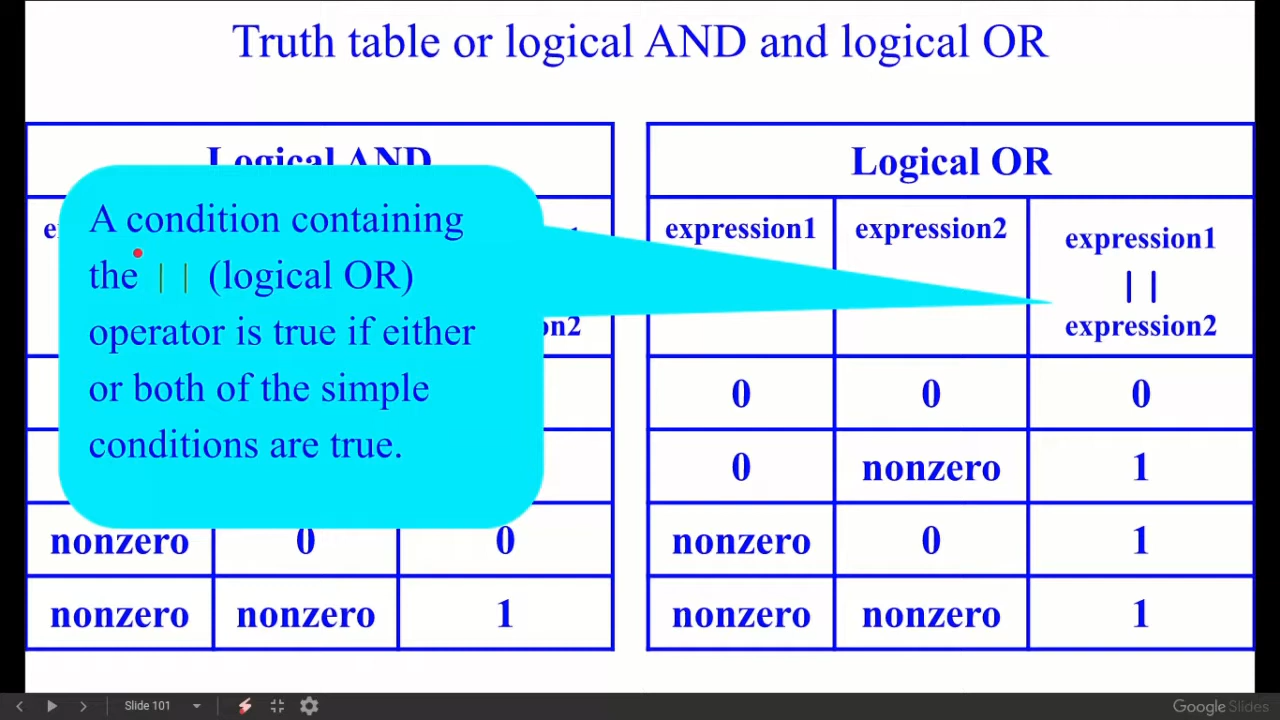 Truth table or logical AND and logical OR
Logical AND
A condition containing
the || (logical OR)
operator is true if either
or both of the simple
conditions are true.
nonzero 0 0
nonzero nonzero 1
Logical OR
expression1 expression2 expression1
||
expression2
0 0 0
0 nonzero 1
nonzero 0 1
nonzero nonzero 1
Slide 101
Google Slides